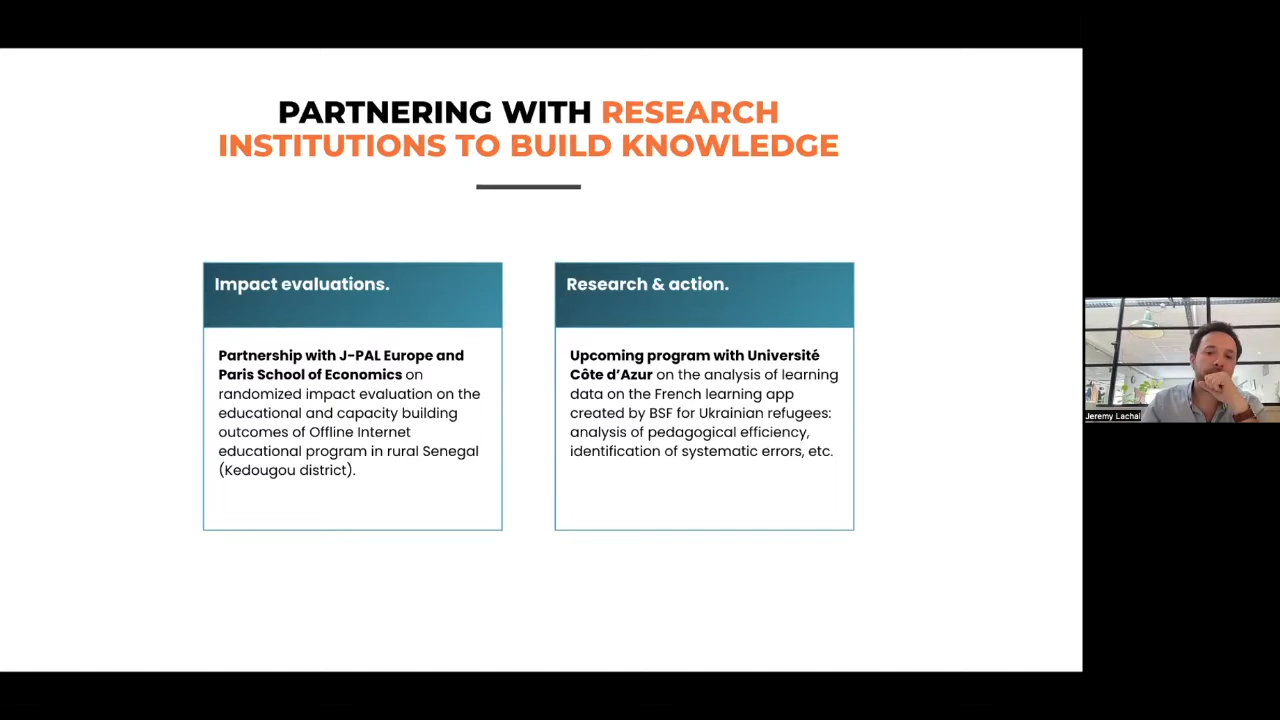 PARTNERING WITH RESEARCH
INSTITUTIONS TO BUILD KNOWLEDGE
Impact evaluations.
Partnership with J-PAL Europe and
Paris School of Economics on
randomized impact evaluation on the
educational and capacity building
outcomes of Offline Internet
educational program in rural Senegal
(Kedougou district).
Research & action.
Upcoming program with Université
Côte d’Azur on the analysis of learning
data on the French learning app
created by BSF for Ukrainian refugees:
analysis of pedagogical efficiency,
identification of systematic errors, etc.
Jeremy Lachal